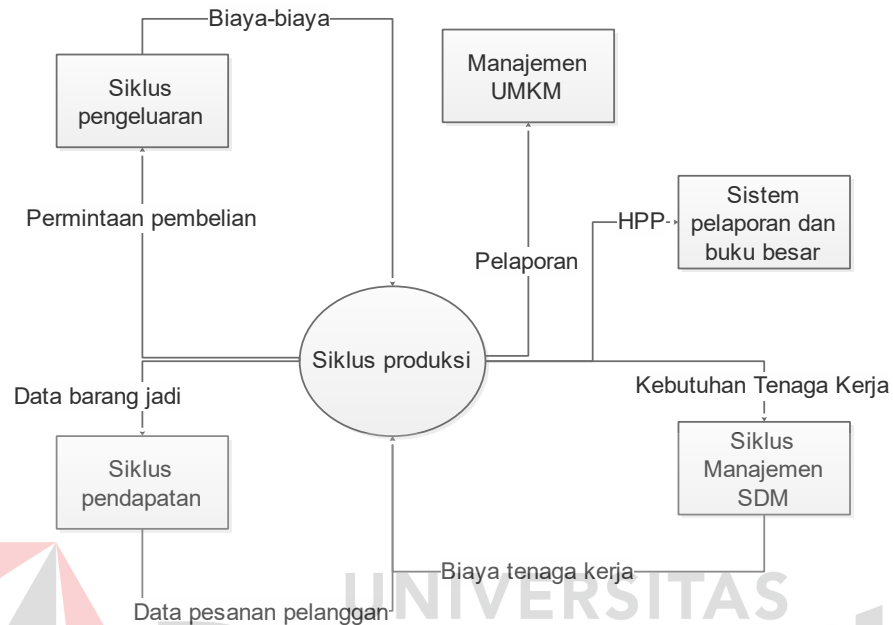 Biaya-biaya
Siklus
pengeluaran
Manajemen
UMKM
Permintaan pembelian
Sistem
pelaporan dan
buku besar
HPP
Pelaporan
Siklus produksi
Data barang jadi
Kebutuhan Tenaga Kerja
Siklus
pendapatan
Siklus
Manajemen
SDM
Biaya tenaga kerja
UNIVERSITAS
Data pesanan pelanggan